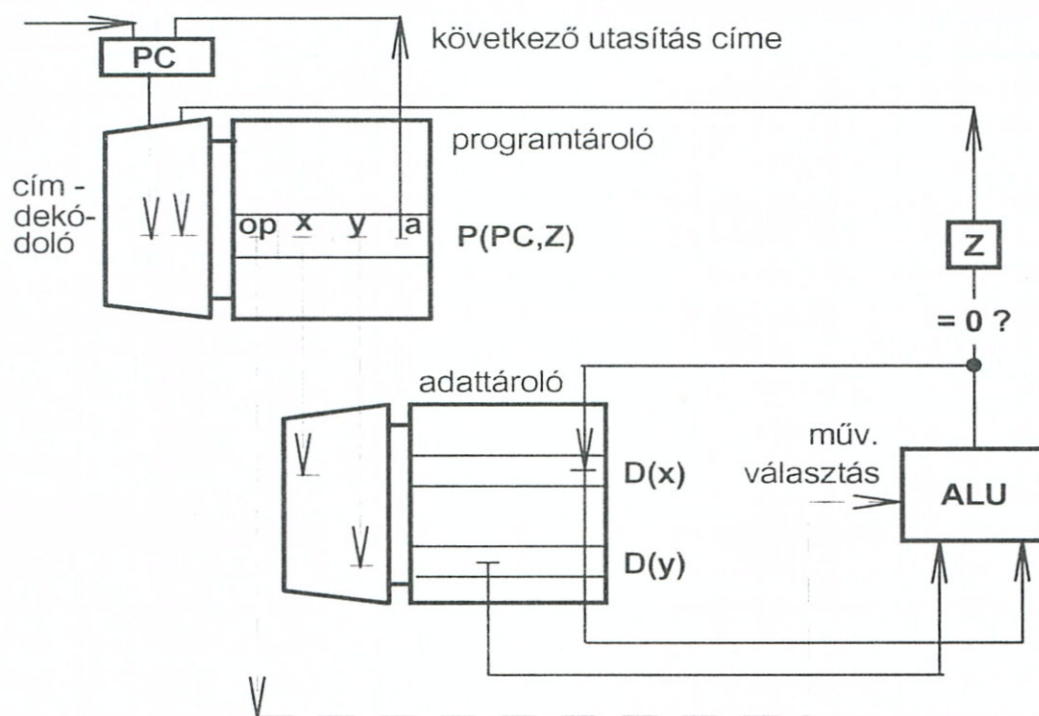 PC
következő utasítás címe
programtároló
cím -
dekó-
doló
op x y a
P(PC,Z)
Z
= 0 ?
adattároló
műv.
választás
D(x)
ALU
D(y)